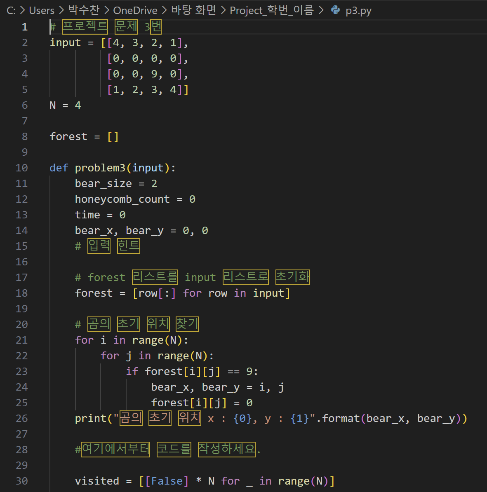 C: > Users > 박수찬 > OneDrive > 바탕 화면 > Project_학번_이름 > p3.py
1 # 프로젝트 문제 3번
2 input = [[4, 3, 2, 1],
3 [0, 0, 0, 0],
4 [0, 0, 9, 0],
5 [1, 2, 3, 4]]
6 N = 4
7
8 forest = []
9
10 def problem3(input):
11 bear_size = 2
12 honeycomb_count = 0
13 time = 0
14 bear_x, bear_y = 0, 0
15 # 입력 힌트
16
17 # forest 리스트를 input 리스트로 초기화
18 forest = [row[:] for row in input]
19
20 # 곰의 초기 위치 찾기
21 for i in range(N):
22 for j in range(N):
23 if forest[i][j] == 9:
24 bear_x, bear_y = i, j
25 forest[i][j] = 0
26 print("곰의 초기 위치 x : {0}, y : {1}".format(bear_x, bear_y))
27
28 #여기에서부터 코드를 작성하세요.
29
30 visited = [[False] * N for _ in range(N)]